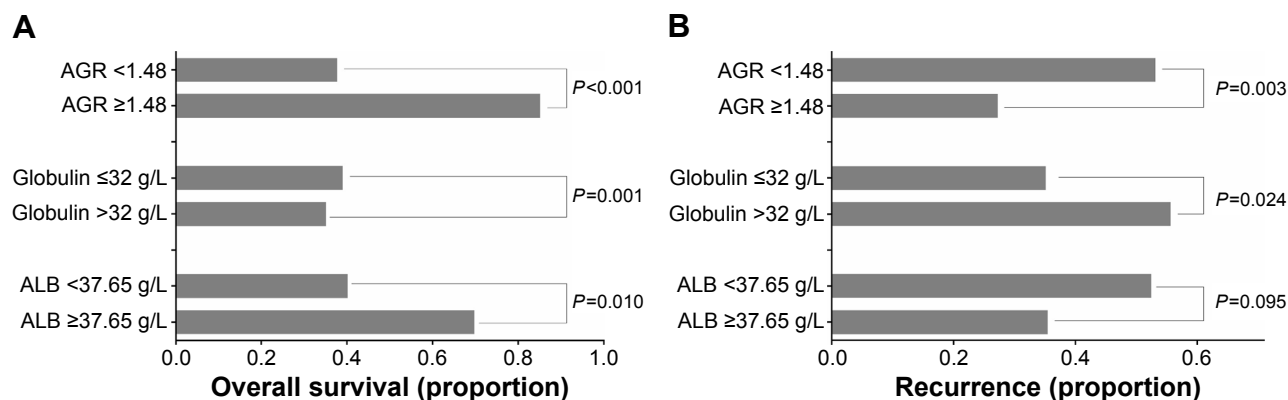 A
AGR <1.48
AGR ≥1.48
P<0.001
Globulin ≤32 g/L
Globulin >32 g/L
P=0.001
ALB <37.65 g/L
ALB ≥37.65 g/L
P=0.010
0.0 0.2 0.4 0.6 0.8 1.0
Overall survival (proportion)
B
AGR <1.48
AGR ≥1.48
P=0.003
Globulin ≤32 g/L
Globulin >32 g/L
P=0.024
ALB <37.65 g/L
ALB ≥37.65 g/L
P=0.095
0.0 0.2 0.4 0.6
Recurrence (proportion)